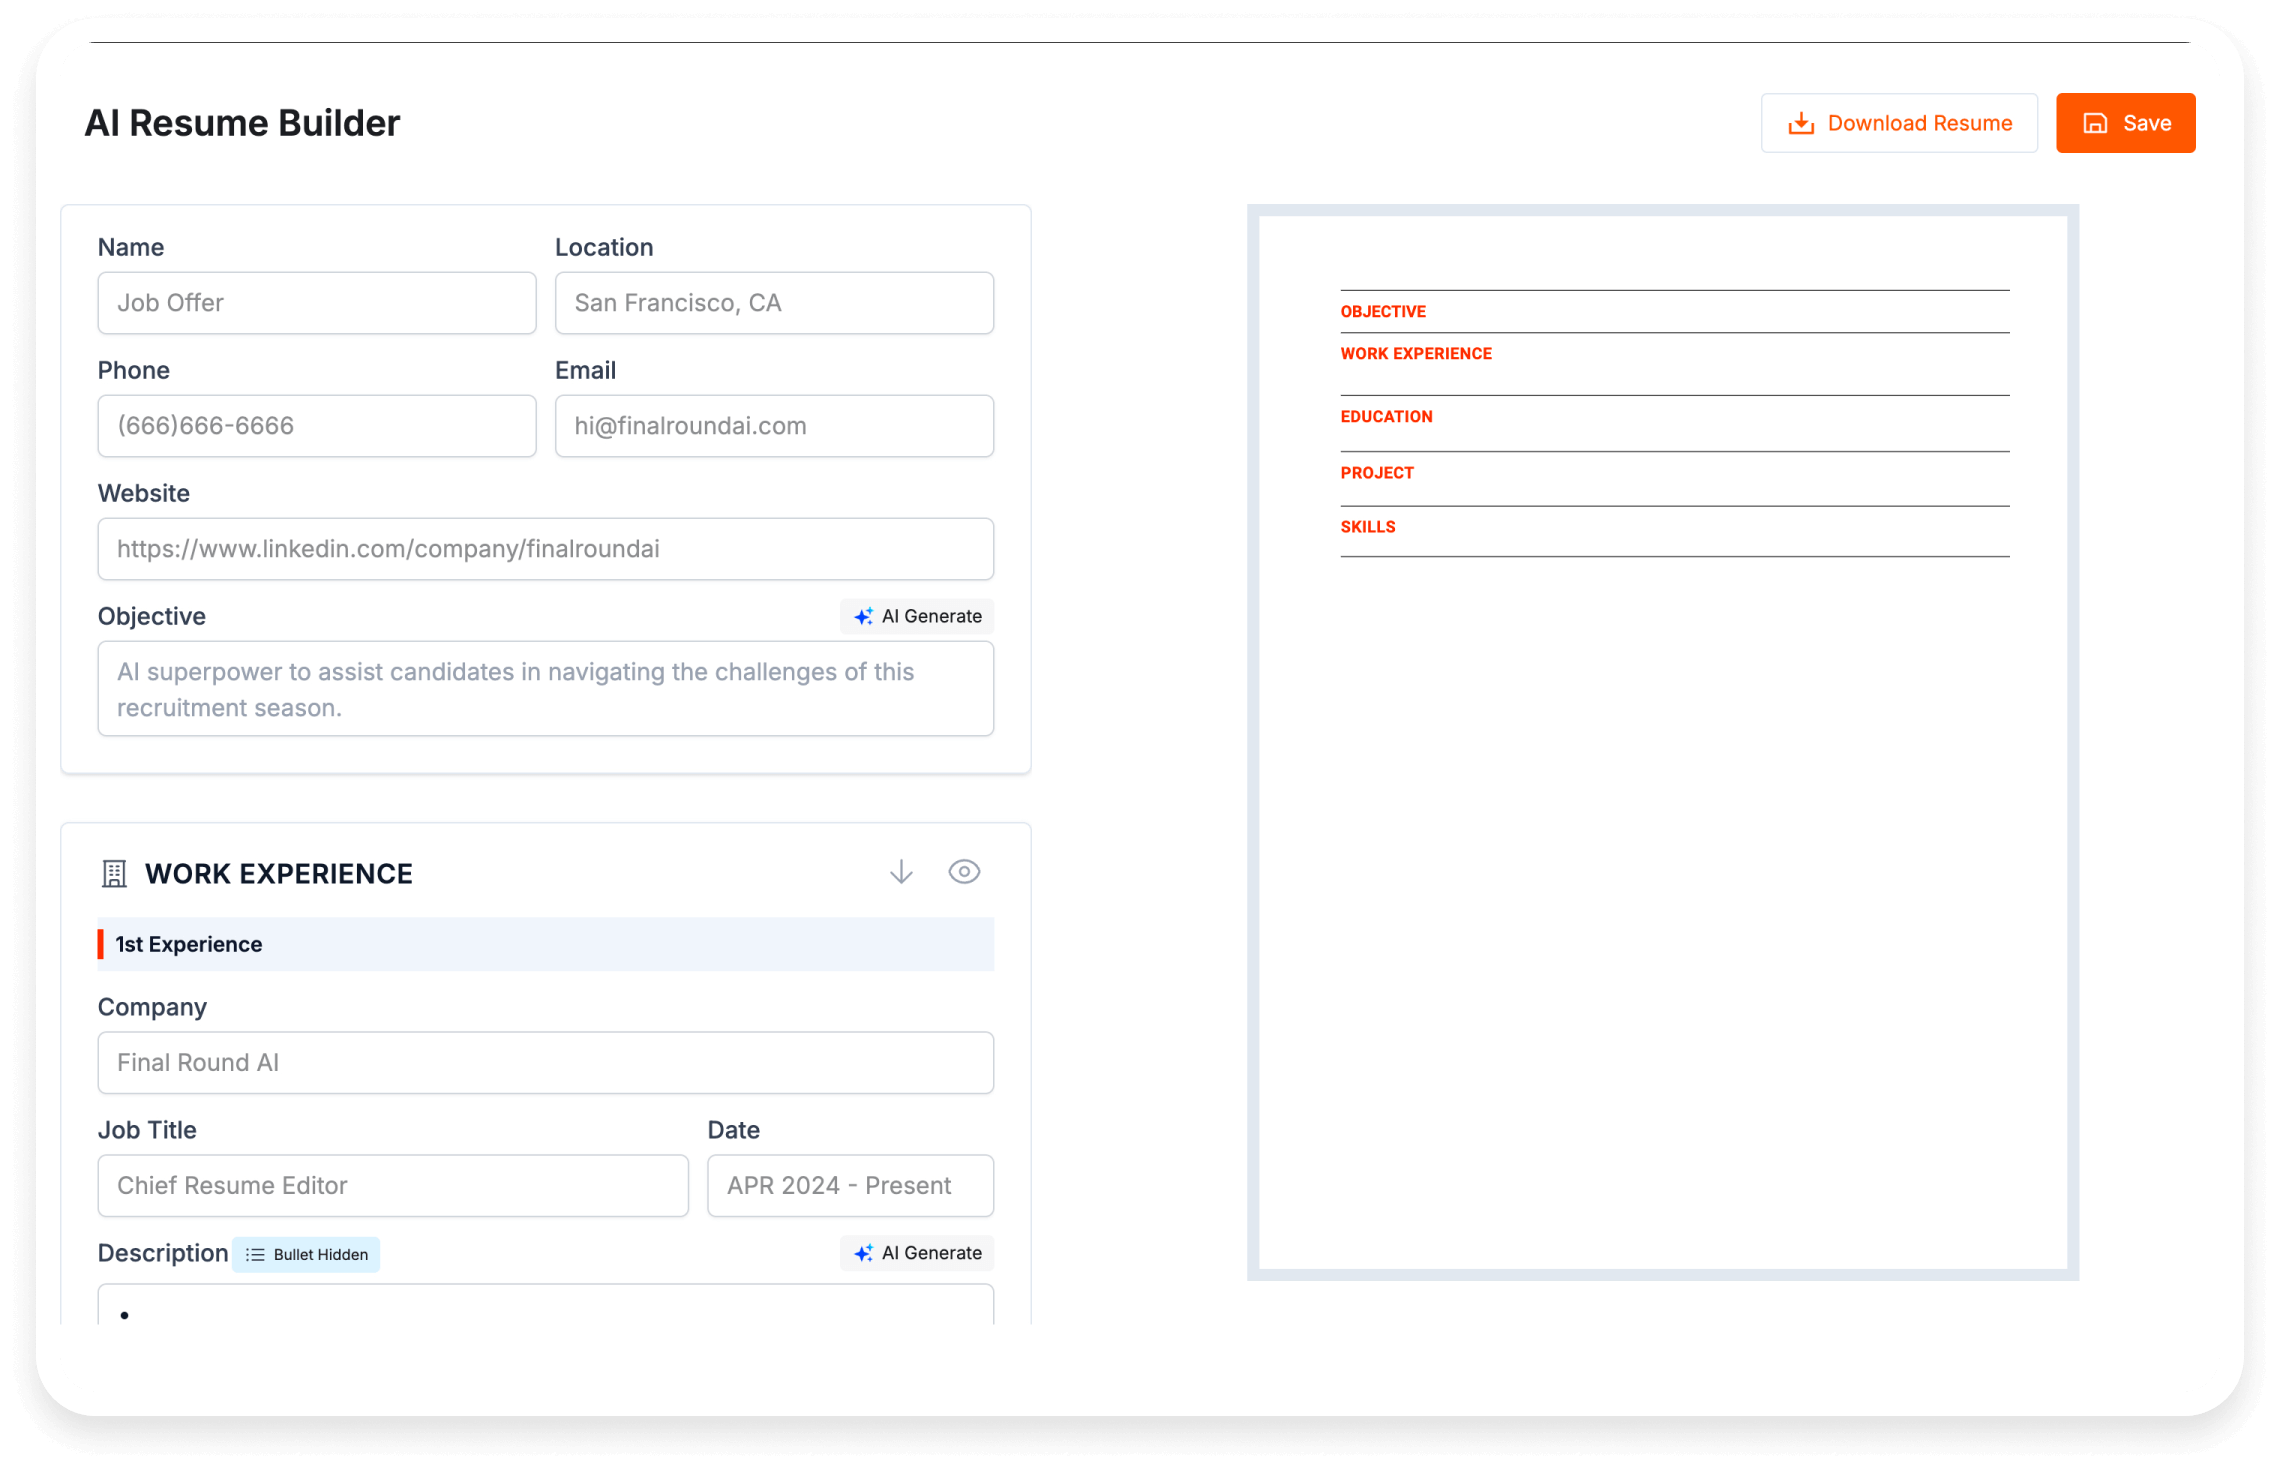 AI Resume Builder
Download Resume
Save
Name
Location
Job Offer
San Francisco, CA
Phone
Email
(666)666-6666
hi@finalroundai.com
Website
https://www.linkedin.com/company/finalroundai
Objective
AI Generate
AI superpower to assist candidates in navigating the challenges of this
recruitment season.
WORK EXPERIENCE
1st Experience
Company
Final Round AI
Job Title
Date
Chief Resume Editor
APR 2024 - Present
Description
Bullet Hidden
AI Generate
•
OBJECTIVE
WORK EXPERIENCE
EDUCATION
PROJECT
SKILLS